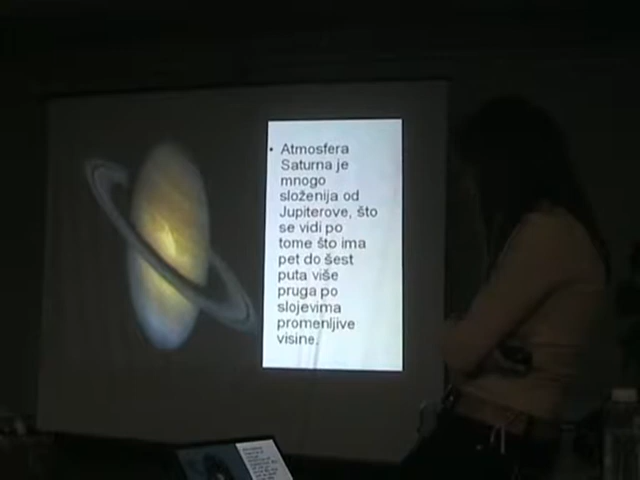 • Atmosfera
Saturna je
mnogo
složenija od
Jupiterove, što
se vidi po
tome što ima
pet do šest
puta više
pruga po
slojevima
promenljive
visine.